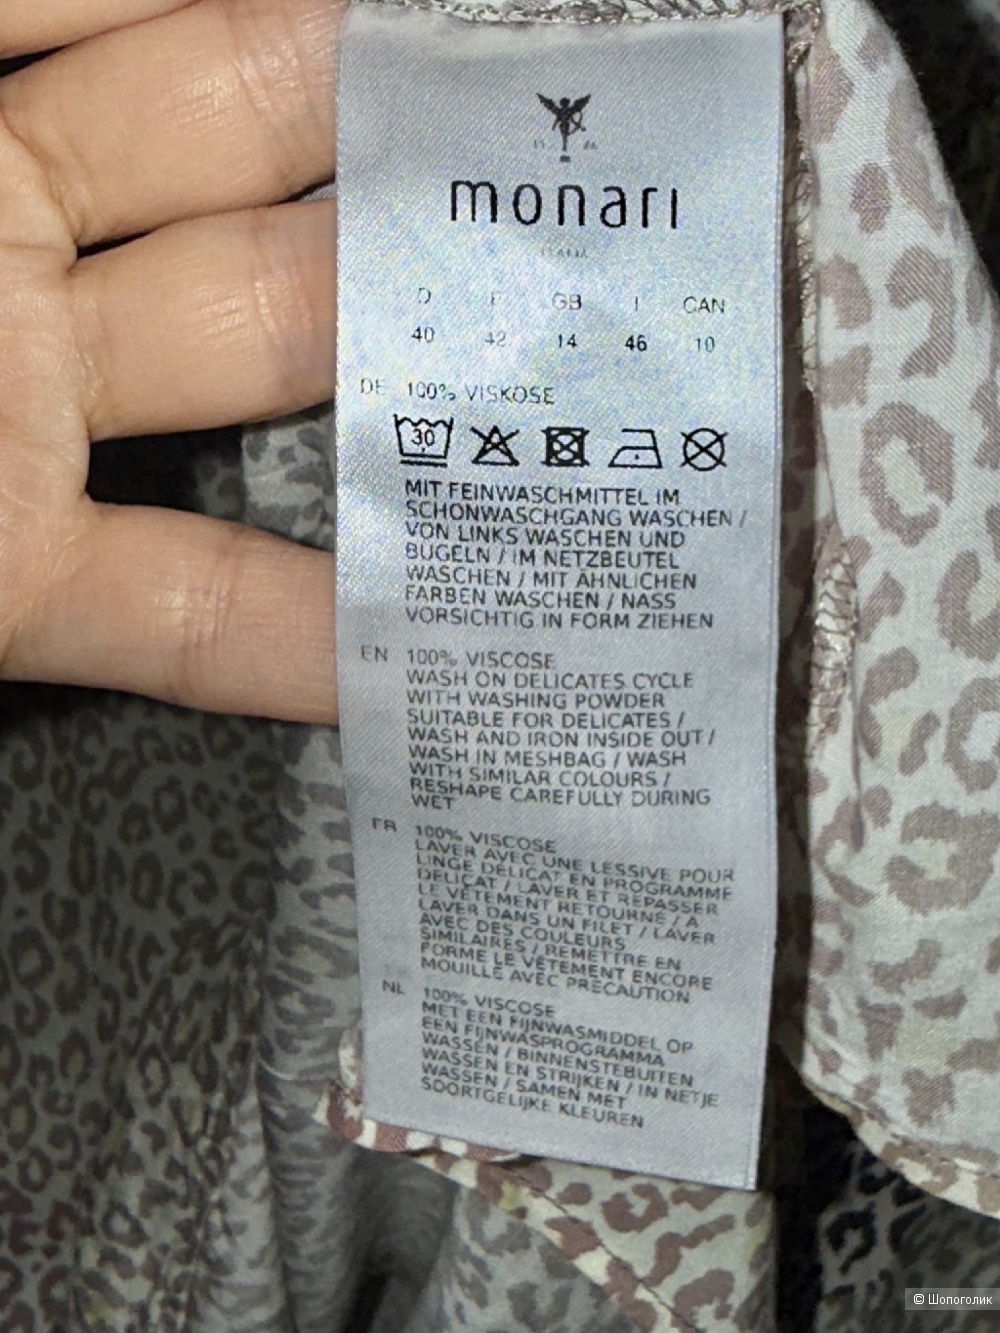 monari
ITALIA
D F GB I CAN
40 42 14 46 10
DE 100% VISKOSE
30
MIT FEINWASCHMITTEL IM
SCHONWASCHGANG WASCHEN /
VON LINKS WASCHEN UND
BÜGELN / IM NETZBEUTEL
WASCHEN / MIT ÄHNLICHEN
FARBEN WASCHEN / NASS
VORSICHTIG IN FORM ZIEHEN
EN 100% VISCOSE
WASH ON DELICATES CYCLE
WITH WASHING POWDER
SUITABLE FOR DELICATES /
WASH AND IRON INSIDE OUT /
WASH IN MESHBAG / WASH
WITH SIMILAR COLOURS /
RESHAPE CAREFULLY DURING
WET
FR 100% VISCOSE
LAVER AVEC UNE LESSIVE POUR
LINGE DÉLICAT EN PROGRAMME
DÉLICAT / LAVER ET REPASSER
LE VÊTEMENT RETOURNÉ / À
LAVER DANS UN FILET / LAVER
AVEC DES COULEURS
SIMILAIRES / REMETTRE EN
FORME LE VÊTEMENT ENCORE
MOUILLÉ AVEC PRÉCAUTION
NL 100% VISCOSE
MET EEN FIJNWASMIDDEL OP
EEN FIJNWASPROGRAMMA
WASSEN / BINNENSTEBUITEN
WASSEN EN STRIJKEN / IN NETJE
WASSEN / SAMEN MET
SOORTGELIJKE KLEUREN
© Шопоголик